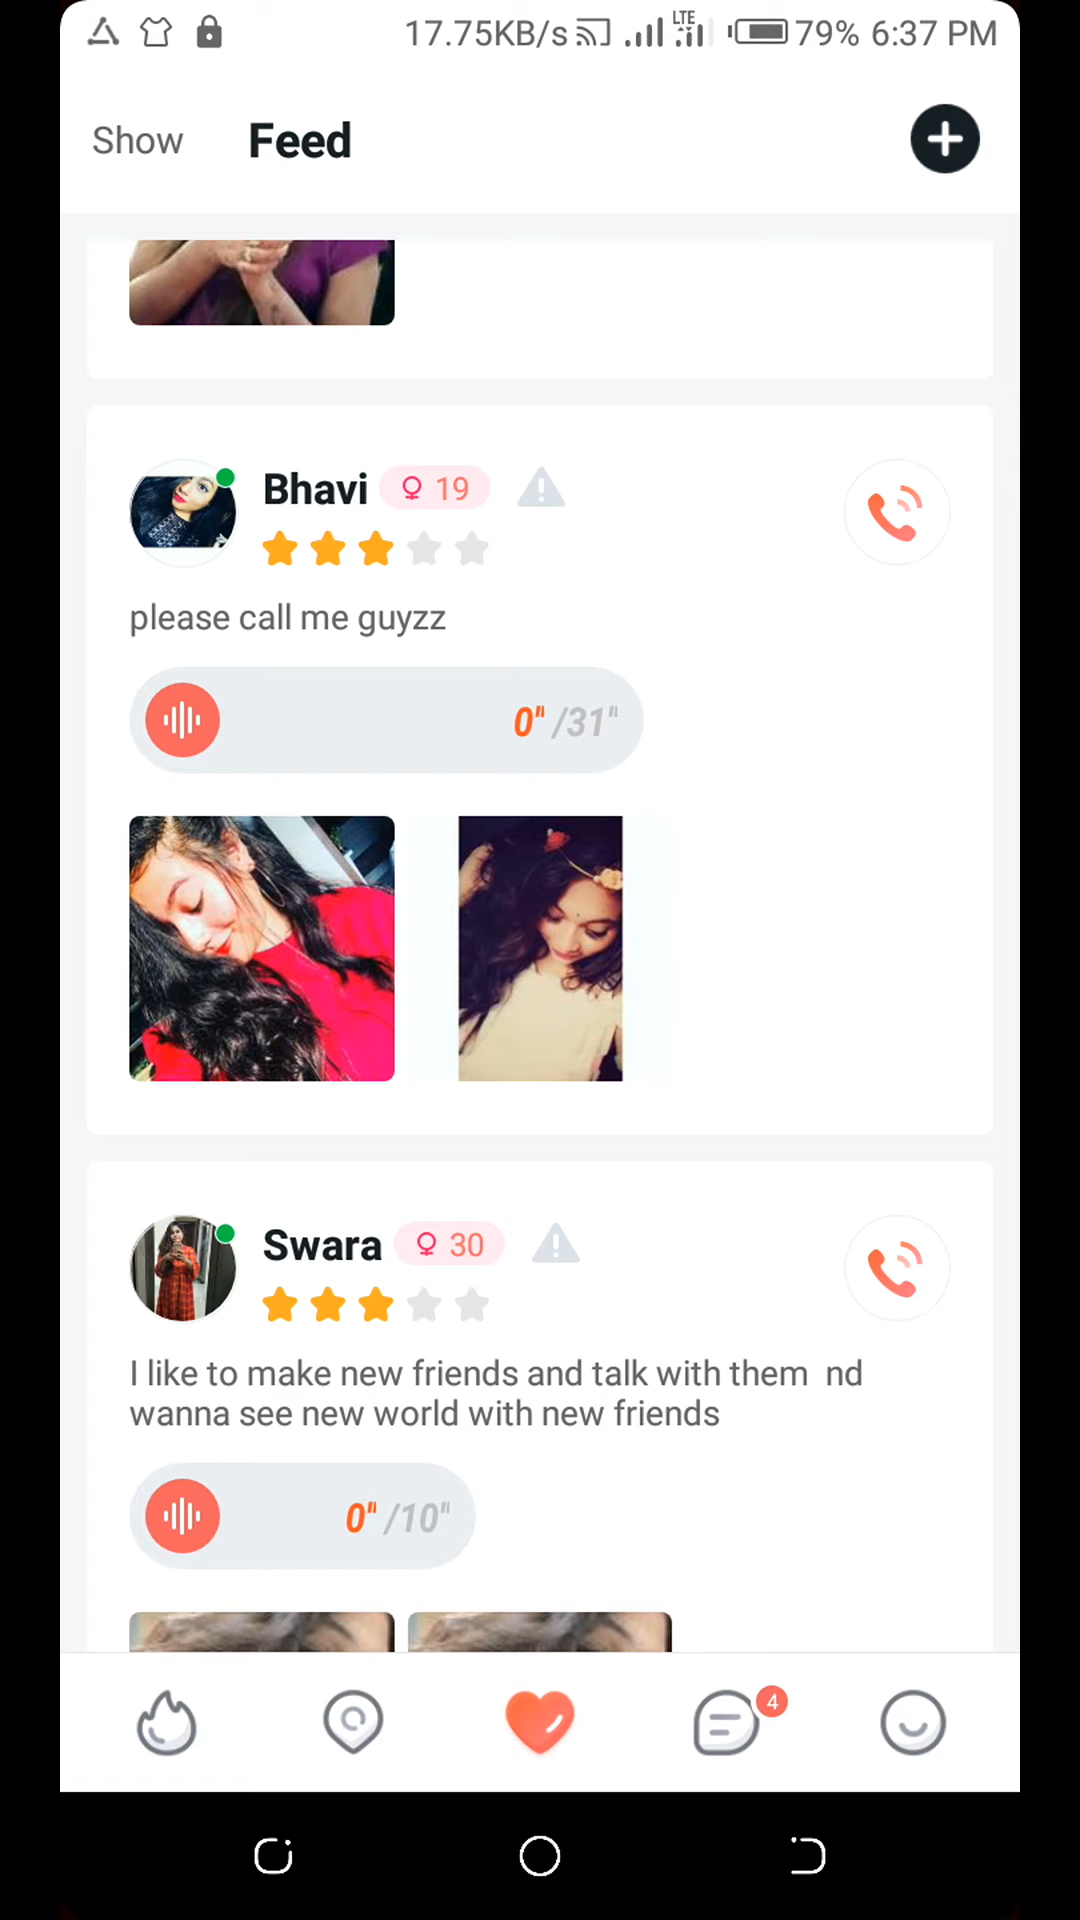 17.75KB/s LTE 79% 6:37 PM
Show Feed
Bhavi ♀ 19
please call me guyzz
0" /31"
Swara ♀ 30
I like to make new friends and talk with them  nd
wanna see new world with new friends
0" /10"
4